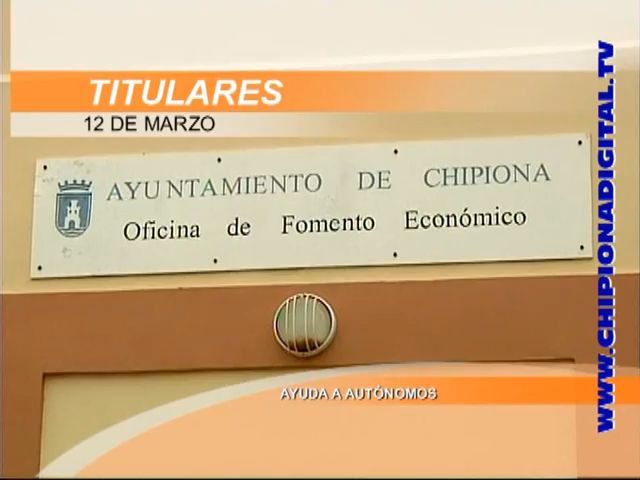 TITULARES
12 DE MARZO
AYUNTAMIENTO DE CHIPIONA
Oficina de Fomento Económico
AYUDA A AUTÓNOMOS
WWW.CHIPIONADIGITAL.TV